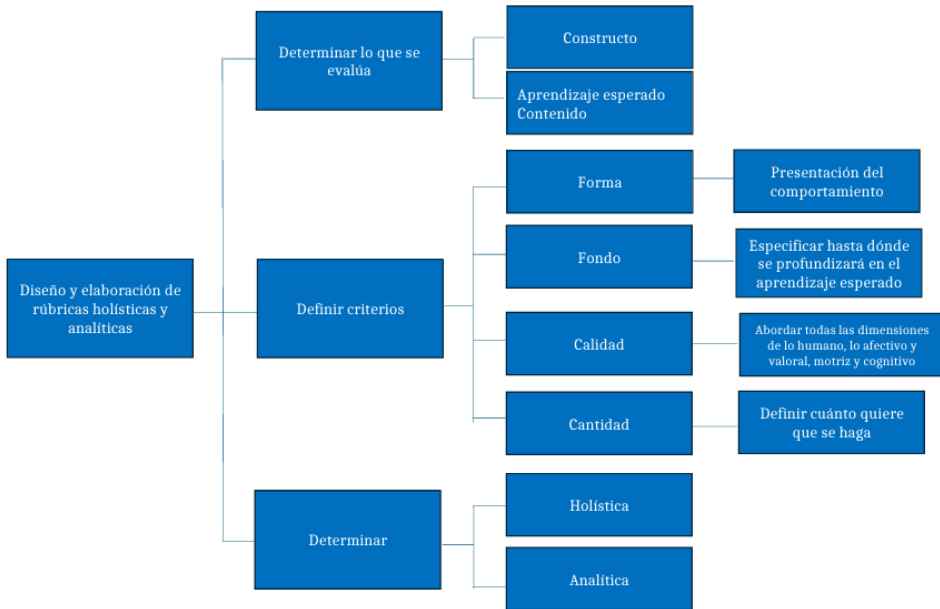 Diseño y elaboración de
rúbricas holísticas y
analíticas
Determinar lo que se
evalúa
Constructo
Aprendizaje esperado
Contenido
Definir criterios
Forma
Presentación del
comportamiento
Fondo
Especificar hasta dónde
se profundizará en el
aprendizaje esperado
Calidad
Abordar todas las dimensiones
de lo humano, lo afectivo y
valoral, motriz y cognitivo
Cantidad
Definir cuánto quiere
que se haga
Determinar
Holística
Analítica